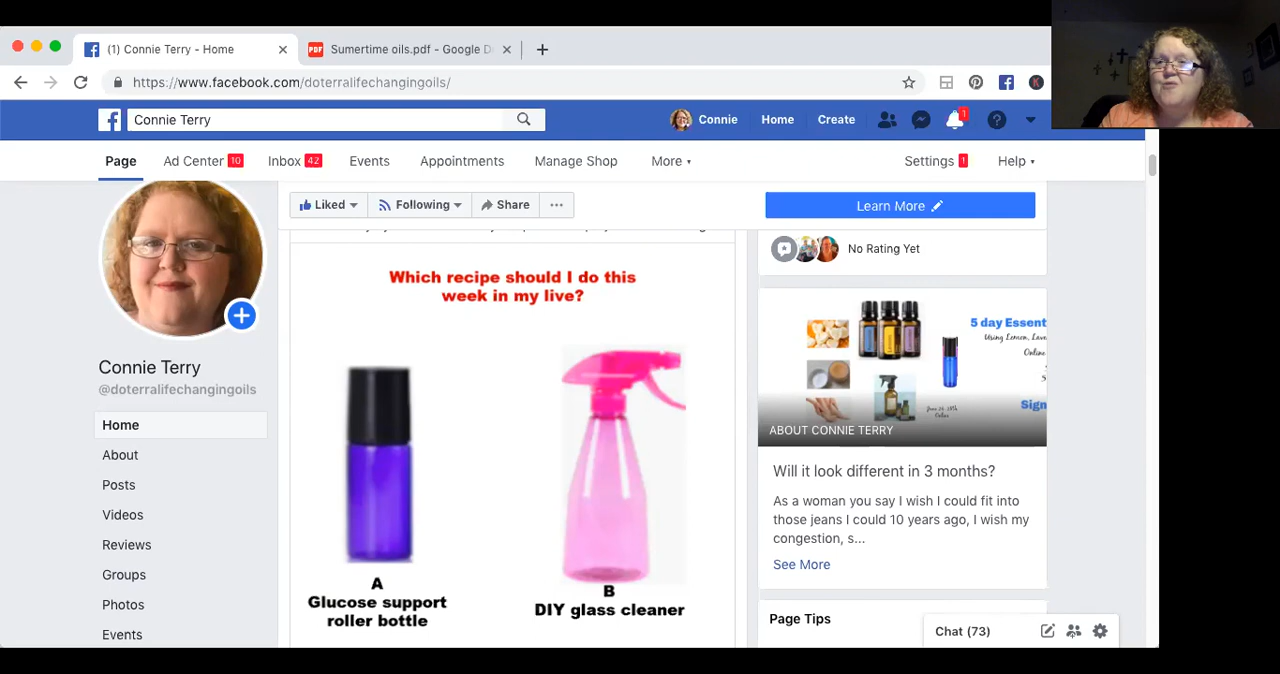 (1) Connie Terry - Home
Sumertime oils.pdf - Google D
https://www.facebook.com/doterralifechangingoils/
Connie Terry
Connie
Home
Create
1
Page
Ad Center 10
Inbox 42
Events
Appointments
Manage Shop
More
Settings 1
Help
Liked
Following
Share
Learn More
No Rating Yet
Which recipe should I do this
week in my live?
A
Glucose support
roller bottle
B
DIY glass cleaner
Connie Terry
@doterralifechangingoils
Home
About
Posts
Videos
Reviews
Groups
Photos
Events
5 day Essent
Using Lemon, Lave
Online
Sign
ABOUT CONNIE TERRY
Will it look different in 3 months?
As a woman you say I wish I could fit into
those jeans I could 10 years ago, I wish my
congestion, s...
See More
Page Tips
Chat (73)